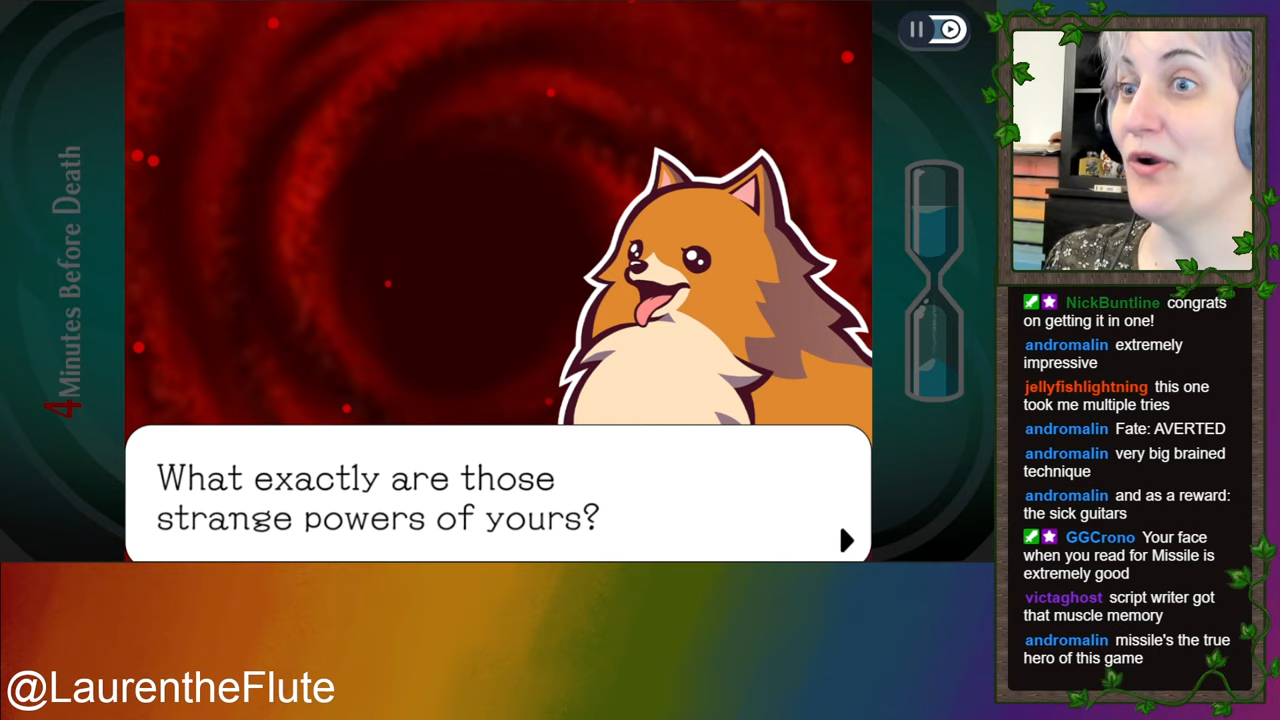 4 Minutes Before Death
What exactly are those
strange powers of yours?
@LaurentheFlute
NickBuntline congrats
on getting it in one!
andromalin extremely
impressive
jellyfishlightning this one
took me multiple tries
andromalin Fate: AVERTED
andromalin very big brained
technique
andromalin and as a reward:
the sick guitars
GGCrono Your face
when you read for Missile is
extremely good
victaghost script writer got
that muscle memory
andromalin missile's the true
hero of this game